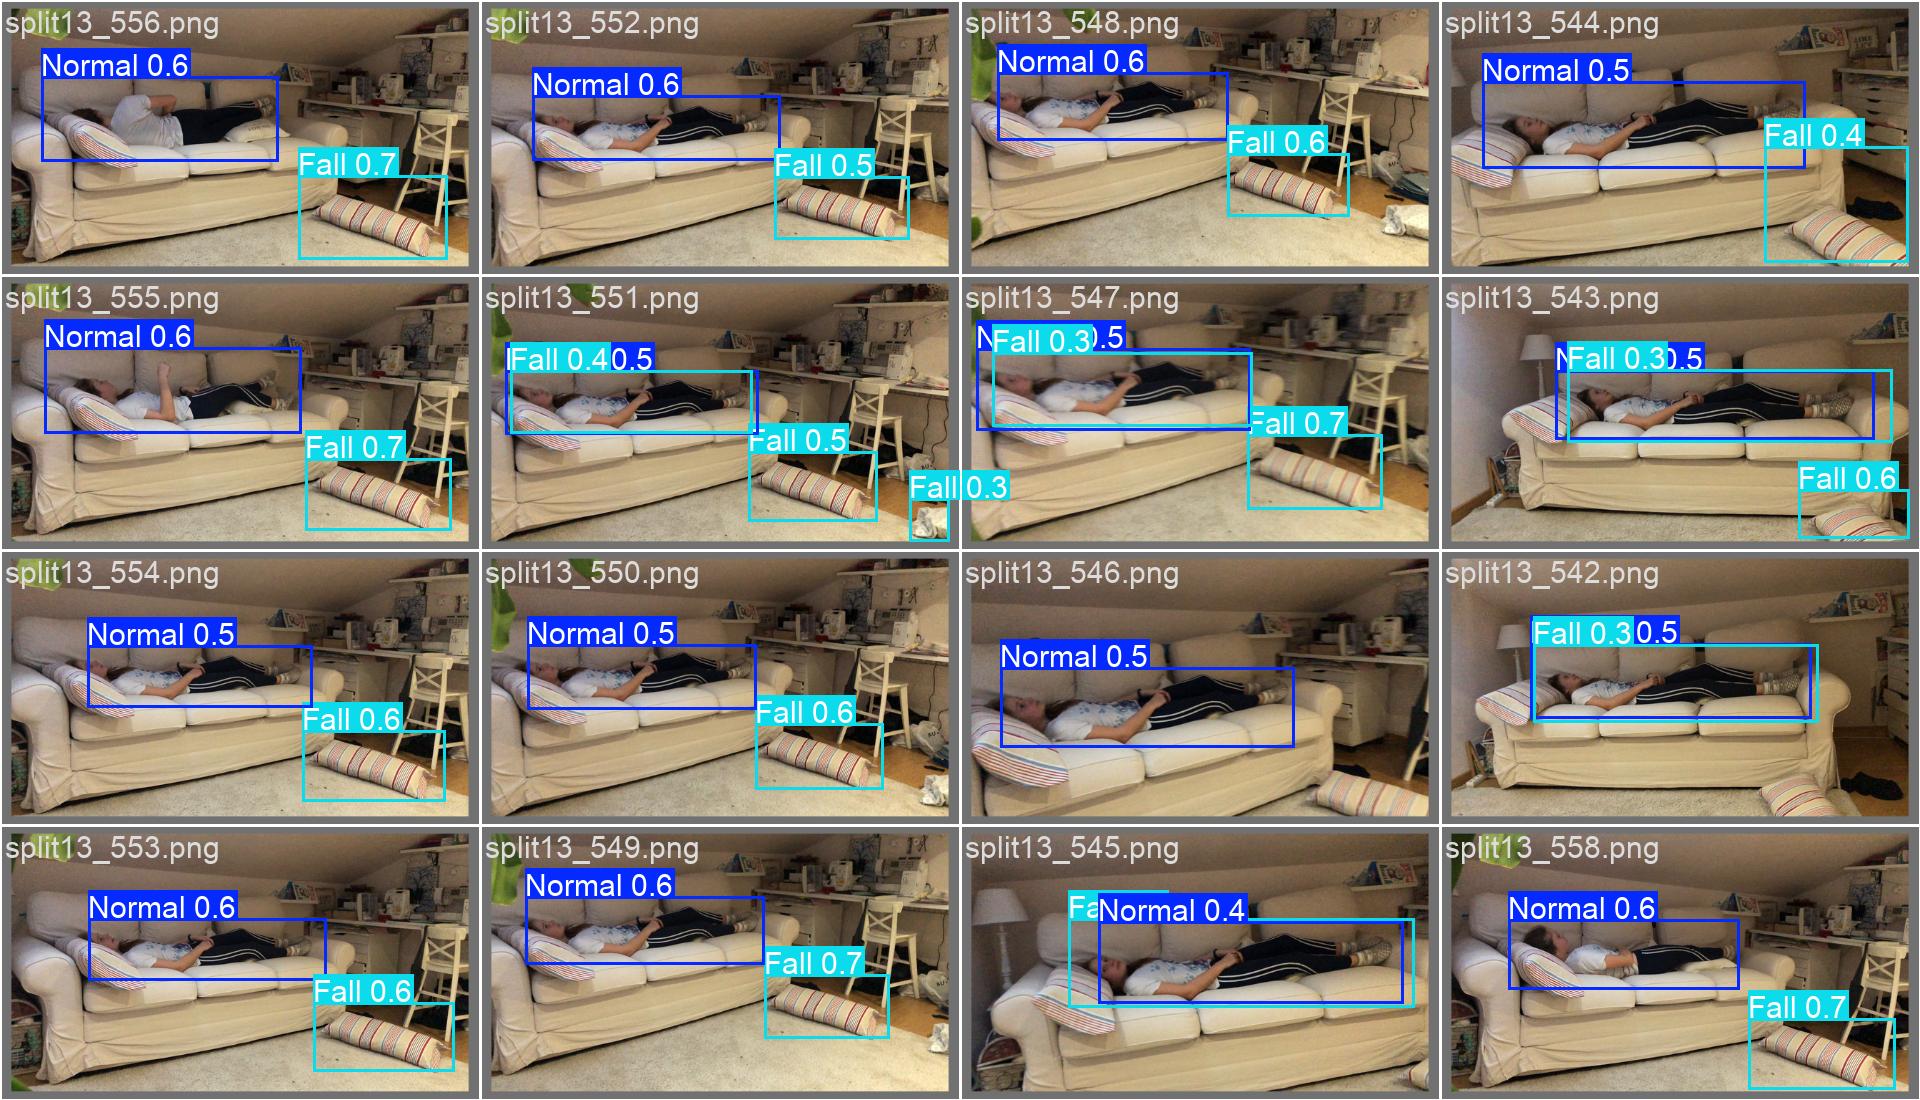 split13_556.png
Normal 0.6
Fall 0.7
split13_552.png
Normal 0.6
Fall 0.5
split13_548.png
Normal 0.6
Fall 0.6
split13_544.png
Normal 0.5
Fall 0.4
split13_555.png
Normal 0.6
Fall 0.7
split13_551.png
Fall 0.4 0.5
Fall 0.5
Fall 0.3
split13_547.png
N Fall 0.3 .5
Fall 0.7
split13_543.png
N Fall 0.3 0.5
Fall 0.6
split13_554.png
Normal 0.5
Fall 0.6
split13_550.png
Normal 0.5
Fall 0.6
split13_546.png
Normal 0.5
split13_542.png
Fall 0.3 0.5
split13_553.png
Normal 0.6
Fall 0.6
split13_549.png
Normal 0.6
Fall 0.7
split13_545.png
Fa Normal 0.4
split13_558.png
Normal 0.6
Fall 0.7